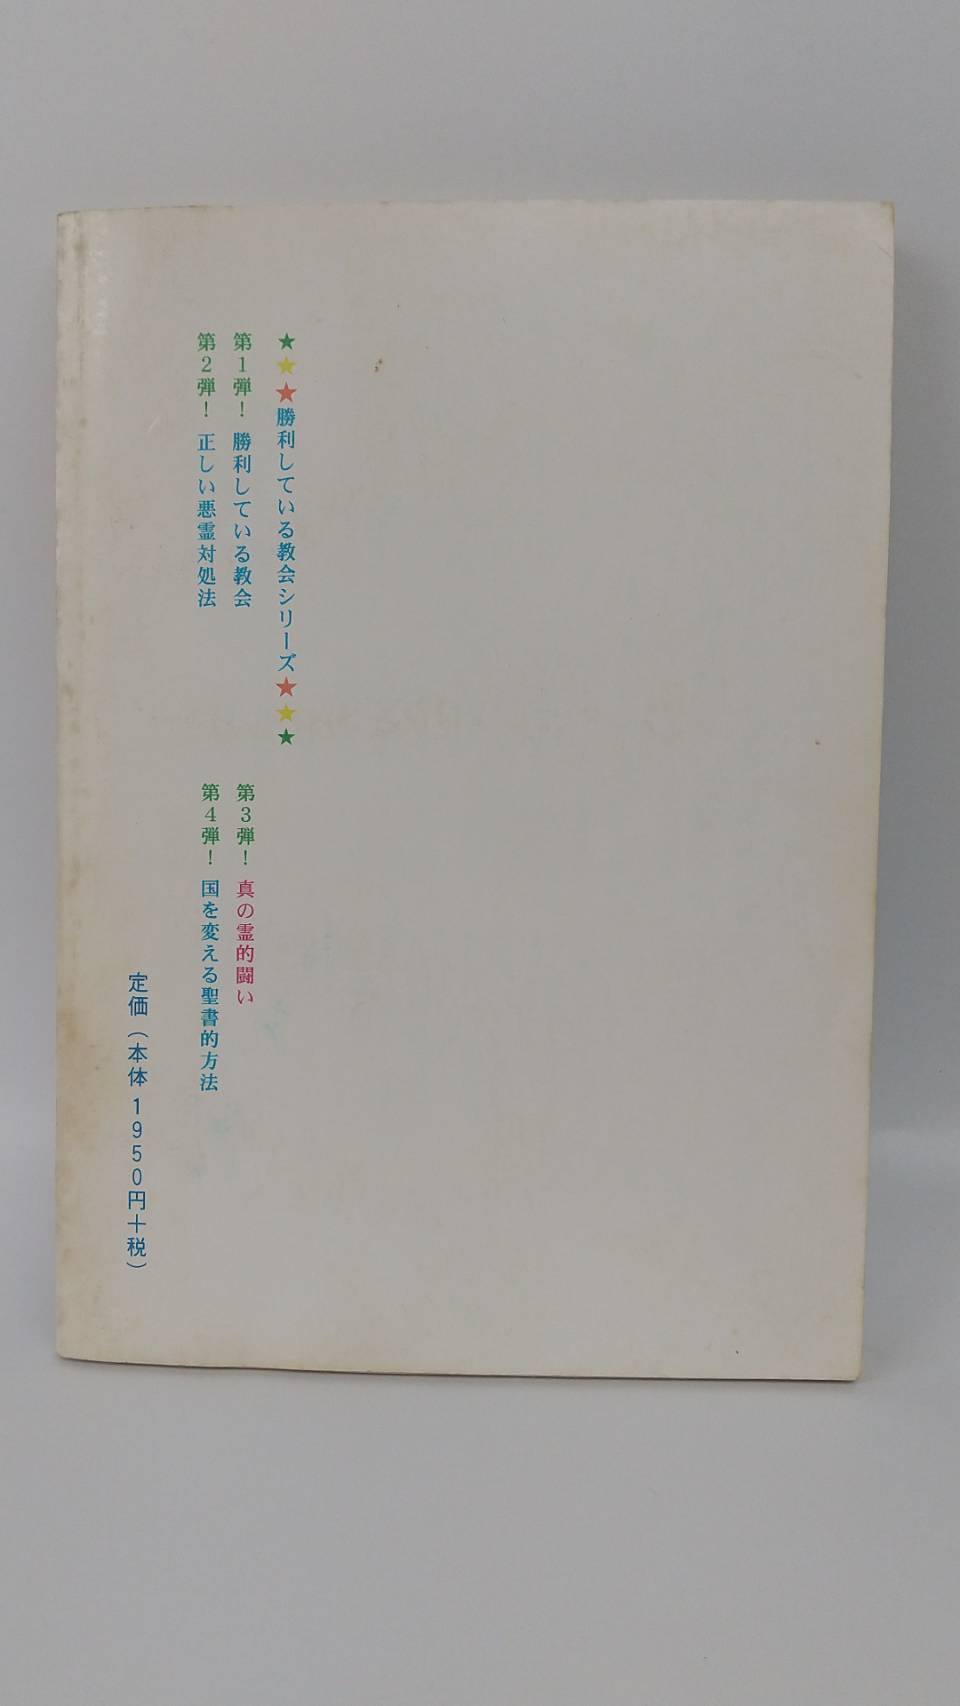 ★★★勝利している教会シリーズ★★★
第1弾！ 勝利している教会
第2弾！ 正しい悪霊対処法
第3弾！ 真の霊的闘い
第4弾！ 国を変える聖書的方法
定価（本体1950円＋税）